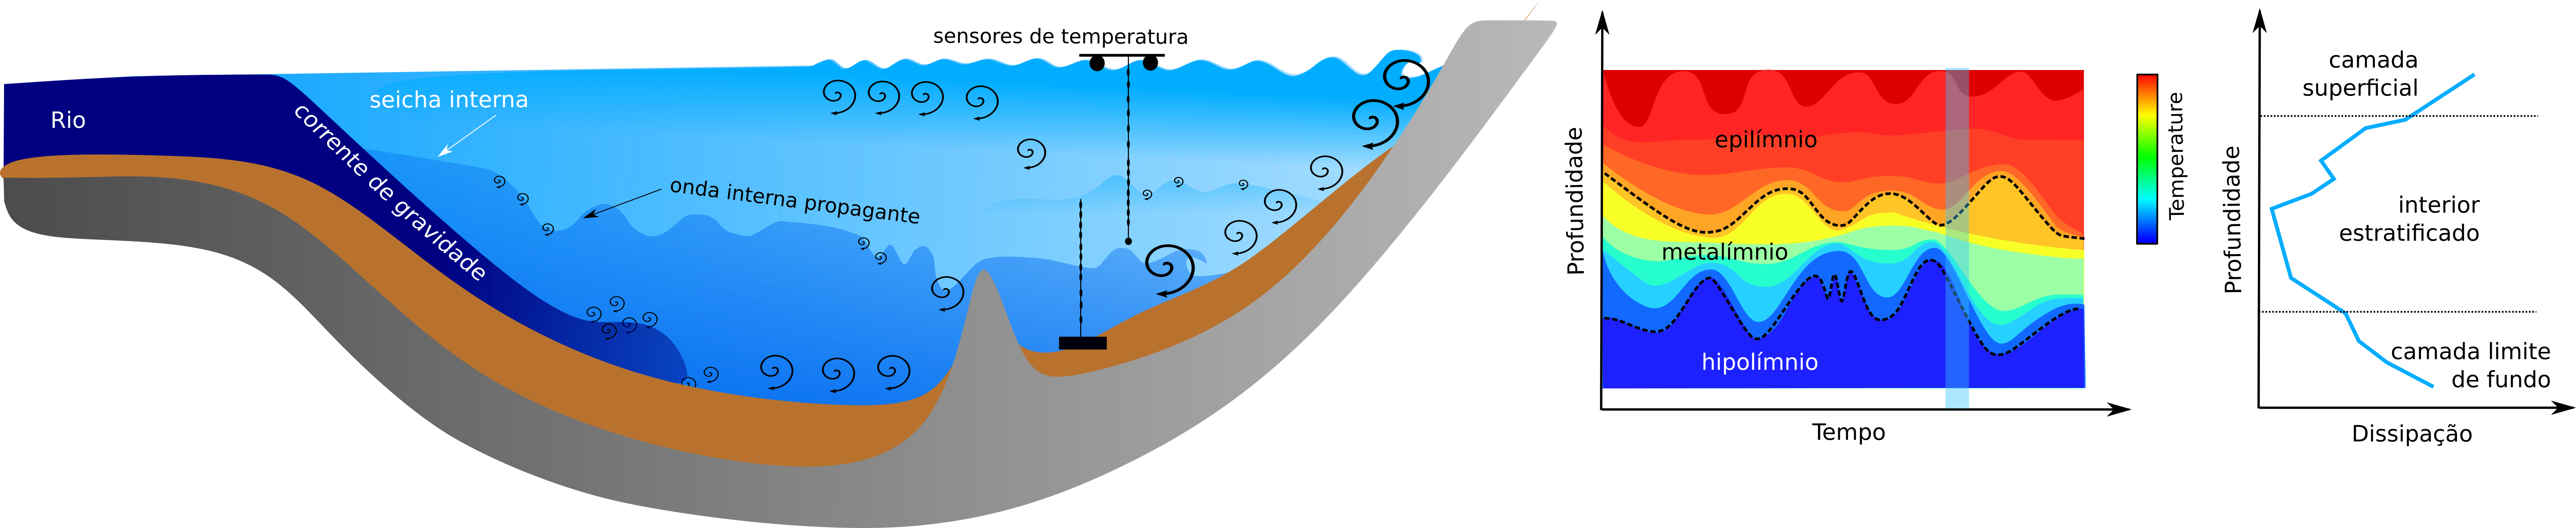 sensores de temperatura
Rio
seicha interna
corrente de gravidade
onda interna propagante
Profundidade
epilímnio
metalímnio
hipolímnio
Tempo
Temperature
Profundidade
camada
superficial
interior
estratificado
camada limite
de fundo
Dissipação